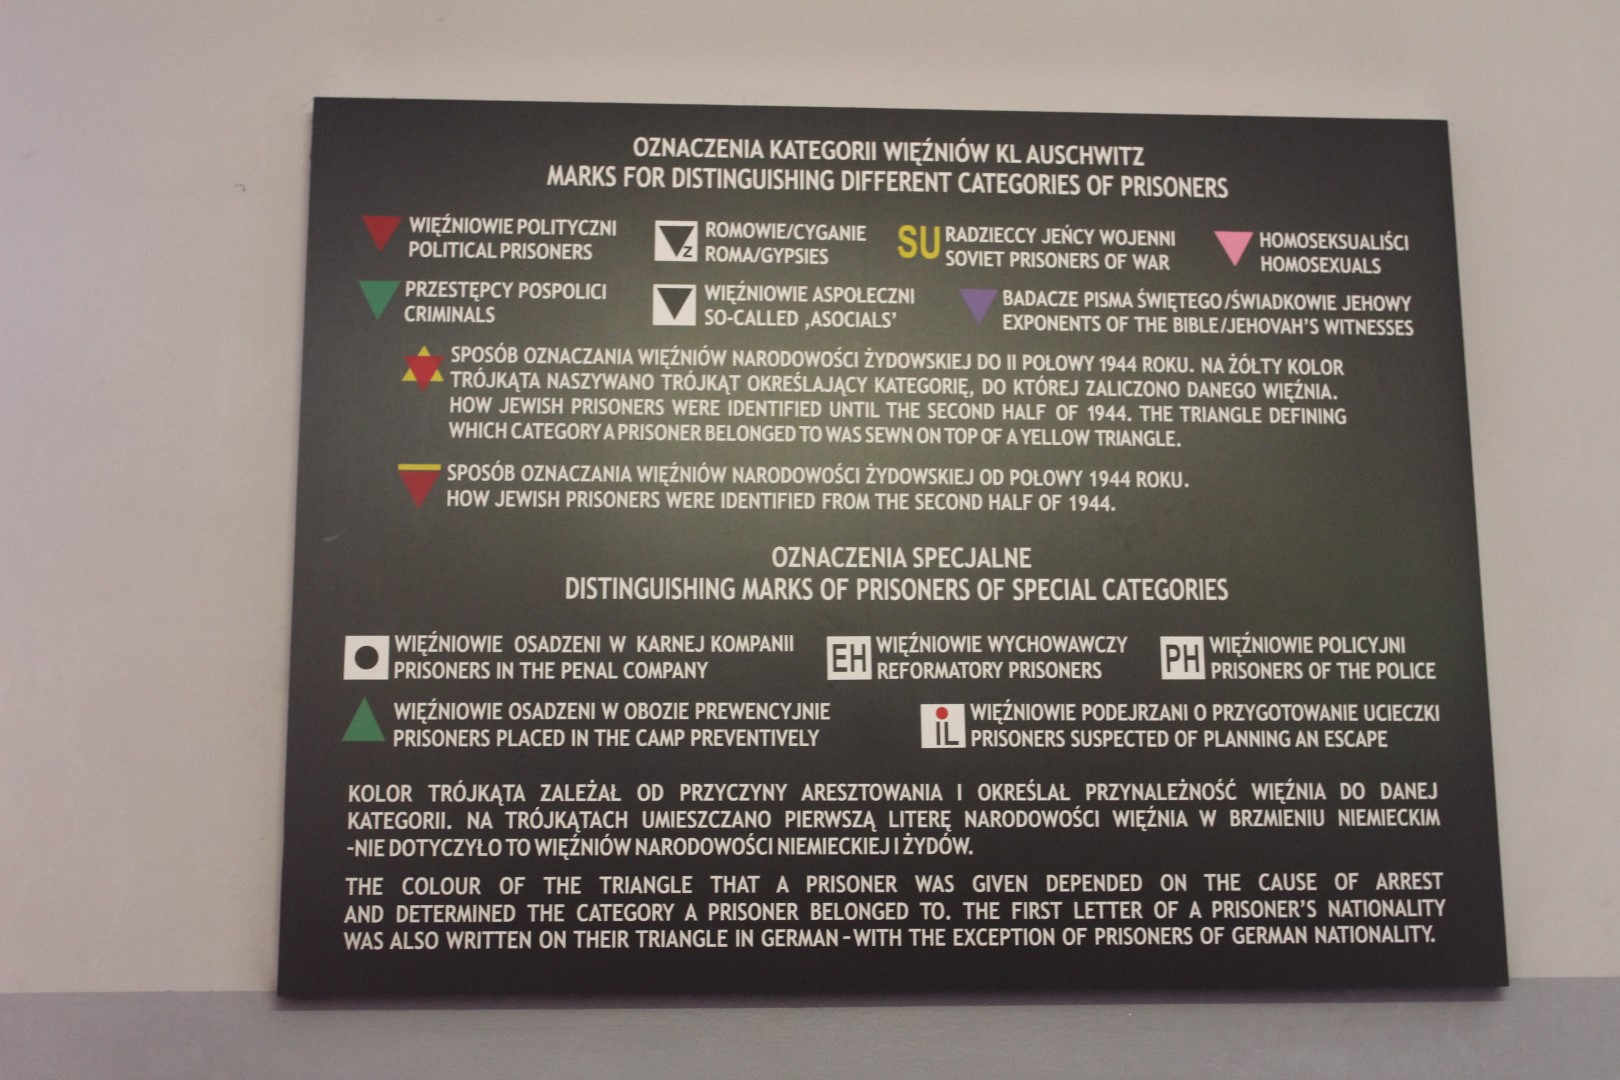 OZNACZENIA KATEGORII WIĘŹNIÓW KL AUSCHWITZ
MARKS FOR DISTINGUISHING DIFFERENT CATEGORIES OF PRISONERS
WIĘŹNIOWIE POLITYCZNI
POLITICAL PRISONERS
Z
ROMOWIE/CYGANIE
ROMA/GYPSIES
SU
RADZIECCY JEŃCY WOJENNI
SOVIET PRISONERS OF WAR
HOMOSEKSUALIŚCI
HOMOSEXUALS
PRZESTĘPCY POSPOLICI
CRIMINALS
WIĘŹNIOWIE ASPOŁECZNI
SO-CALLED ‚ASOCIALS’
BADACZE PISMA ŚWIĘTEGO/ŚWIADKOWIE JEHOWY
EXPONENTS OF THE BIBLE/JEHOVAH'S WITNESSES
SPOSÓB OZNACZANIA WIĘŹNIÓW NARODOWOŚCI ŻYDOWSKIEJ DO II POŁOWY 1944 ROKU. NA ŻÓŁTY KOLOR
TRÓJKĄTA NASZYWANO TRÓJKĄT OKREŚLAJĄCY KATEGORIĘ, DO KTÓREJ ZALICZONO DANEGO WIĘŹNIA.
HOW JEWISH PRISONERS WERE IDENTIFIED UNTIL THE SECOND HALF OF 1944. THE TRIANGLE DEFINING
WHICH CATEGORY A PRISONER BELONGED TO WAS SEWN ON TOP OF A YELLOW TRIANGLE.
SPOSÓB OZNACZANIA WIĘŹNIÓW NARODOWOŚCI ŻYDOWSKIEJ OD POŁOWY 1944 ROKU.
HOW JEWISH PRISONERS WERE IDENTIFIED FROM THE SECOND HALF OF 1944.
OZNACZENIA SPECJALNE
DISTINGUISHING MARKS OF PRISONERS OF SPECIAL CATEGORIES
WIĘŹNIOWIE OSADZENI W KARNEJ KOMPANII
PRISONERS IN THE PENAL COMPANY
EH
WIĘŹNIOWIE WYCHOWAWCZY
REFORMATORY PRISONERS
PH
WIĘŹNIOWIE POLICYJNI
PRISONERS OF THE POLICE
WIĘŹNIOWIE OSADZENI W OBOZIE PREWENCYJNIE
PRISONERS PLACED IN THE CAMP PREVENTIVELY
IL
WIĘŹNIOWIE PODEJRZANI O PRZYGOTOWANIE UCIECZKI
PRISONERS SUSPECTED OF PLANNING AN ESCAPE
KOLOR TRÓJKĄTA ZALEŻAŁ OD PRZYCZYNY ARESZTOWANIA I OKREŚLAŁ PRZYNALEŻNOŚĆ WIĘŹNIA DO DANEJ
KATEGORII. NA TRÓJKĄTACH UMIESZCZANO PIERWSZĄ LITERĘ NARODOWOŚCI WIĘŹNIA W BRZMIENIU NIEMIECKIM
-NIE DOTYCZYŁO TO WIĘŹNIÓW NARODOWOŚCI NIEMIECKIEJ I ŻYDÓW.
THE COLOUR OF THE TRIANGLE THAT A PRISONER WAS GIVEN DEPENDED ON THE CAUSE OF ARREST
AND DETERMINED THE CATEGORY A PRISONER BELONGED TO. THE FIRST LETTER OF A PRISONER'S NATIONALITY
WAS ALSO WRITTEN ON THEIR TRIANGLE IN GERMAN - WITH THE EXCEPTION OF PRISONERS OF GERMAN NATIONALITY.